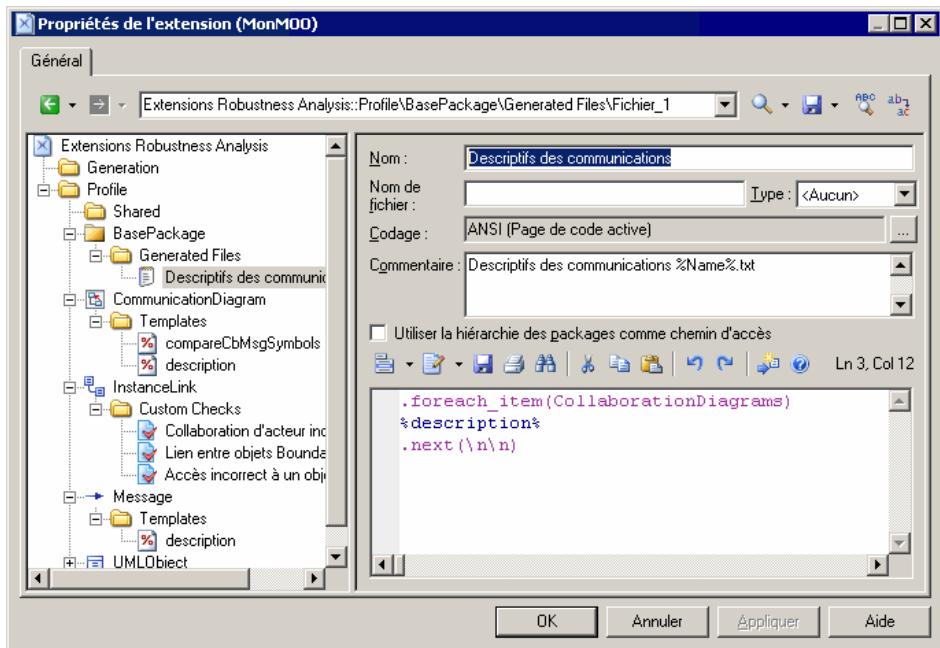 Propriétés de l'extension (MonMOO)
Général
Extensions Robustness Analysis::Profile\BasePackage\Generated Files\Fichier_1
ABC
ab
ac
Extensions Robustness Analysis
Generation
Profile
Shared
BasePackage
Generated Files
Descriptifs des communic
CommunicationDiagram
Templates
compareCbMsgSymbols
description
InstanceLink
Custom Checks
Collaboration d'acteur inc
Lien entre objets Bounda
Accès incorrect à un obj
Message
Templates
description
UMLObject
Nom :
Descriptifs des communications
Nom de
fichier :
Type :
<Aucun>
Codage :
ANSI (Page de code active)
...
Commentaire :
Descriptifs des communications %Name%.txt
Utiliser la hiérarchie des packages comme chemin d'accès
Ln 3, Col 12
.foreach_item(CollaborationDiagrams)
%description%
.next(\n\n)
OK
Annuler
Appliquer
Aide